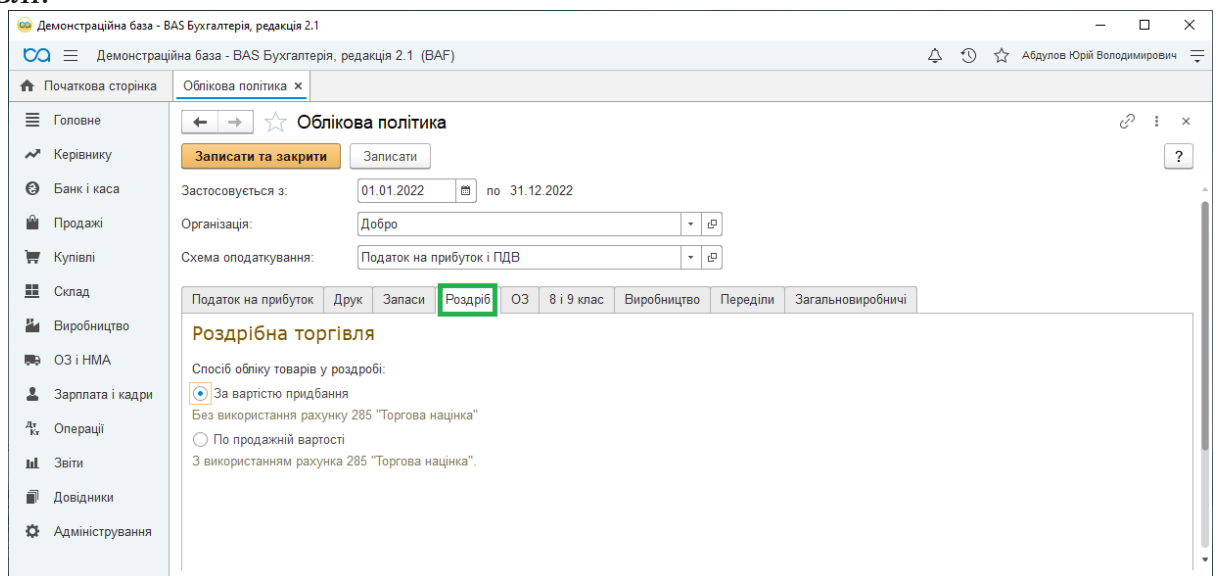 Демонстраційна база - BAS Бухгалтерія, редакція 2.1
Демонстраційна база - BAS Бухгалтерія, редакція 2.1 (BAF)
Абдулов Юрій Володимирович
Початкова сторінка
Облікова політика ×
Головне
Керівнику
Банк і каса
Продажі
Купівлі
Склад
Виробництво
ОЗ і НМА
Зарплата і кадри
Дт Кт Операції
Звіти
Довідники
Адміністрування
Облікова політика
Записати та закрити Записати ?
Застосовується з: 01.01.2022 по 31.12.2022
Організація: Добро
Схема оподаткування: Податок на прибуток і ПДВ
Податок на прибуток Друк Запаси Роздріб ОЗ 8 і 9 клас Виробництво Переділи Загальновиробничі
Роздрібна торгівля
Спосіб обліку товарів у роздробі:
За вартістю придбання
Без використання рахунку 285 "Торгова націнка"
По продажній вартості
З використанням рахунка 285 "Торгова націнка".